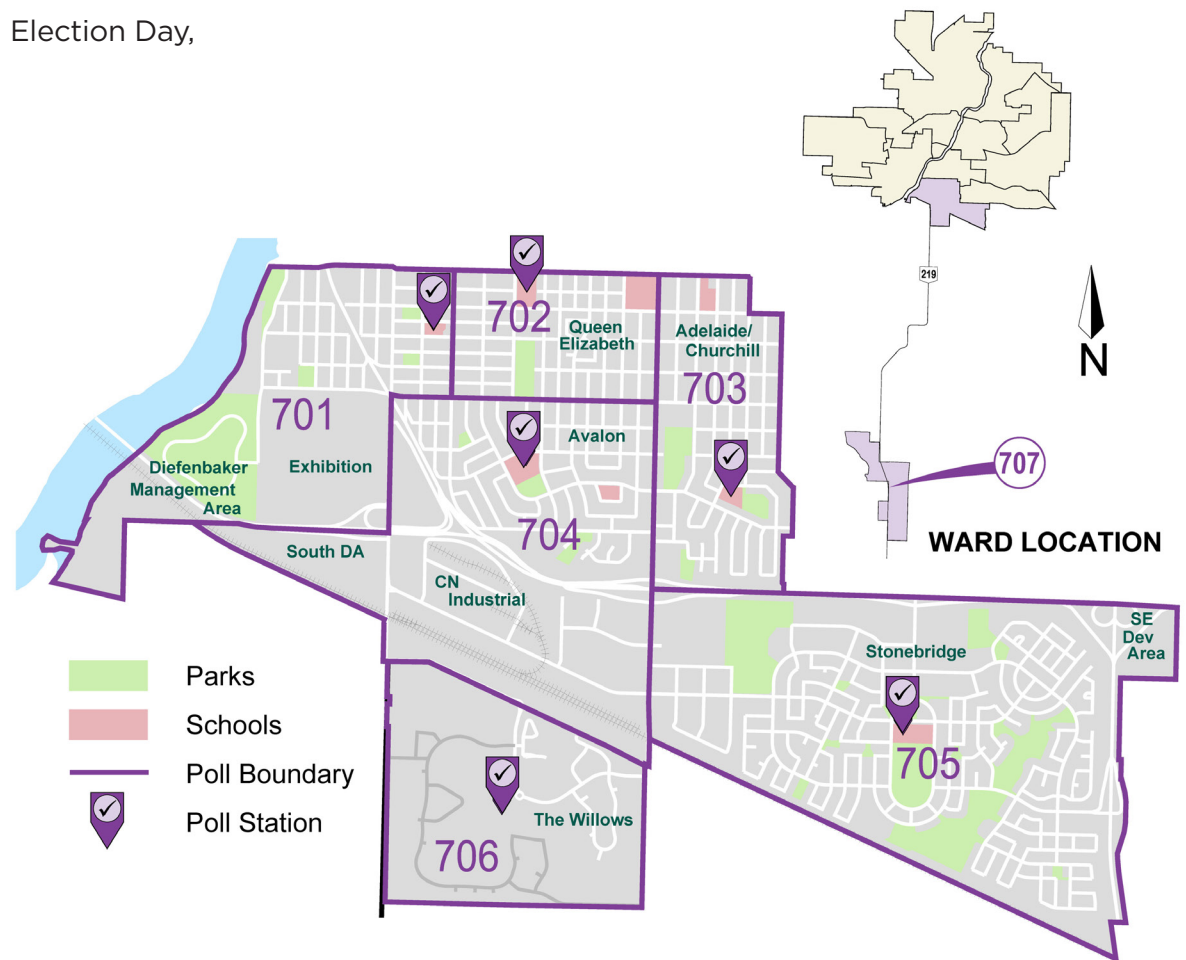 Election Day,
219
N
707
WARD LOCATION
702
Queen
Elizabeth
Adelaide/
Churchill
703
701
Avalon
Diefenbaker
Management
Area
Exhibition
704
South DA
CN
Industrial
SE
Dev
Area
Stonebridge
705
The Willows
706
Parks
Schools
Poll Boundary
Poll Station